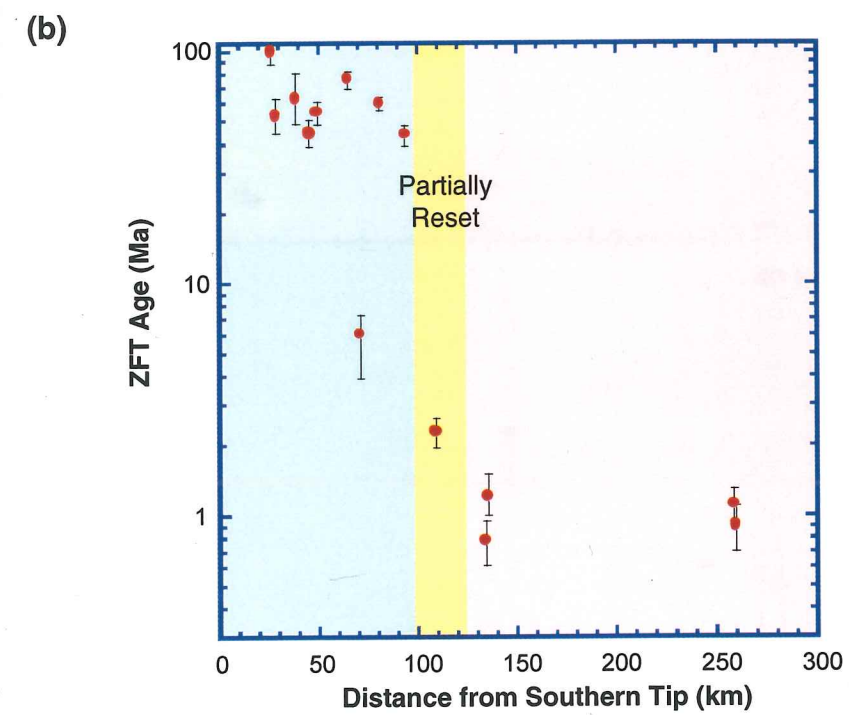 (b)
100
10
1
ZFT Age (Ma)
Partially
Reset
0 50 100 150 200 250 300
Distance from Southern Tip (km)